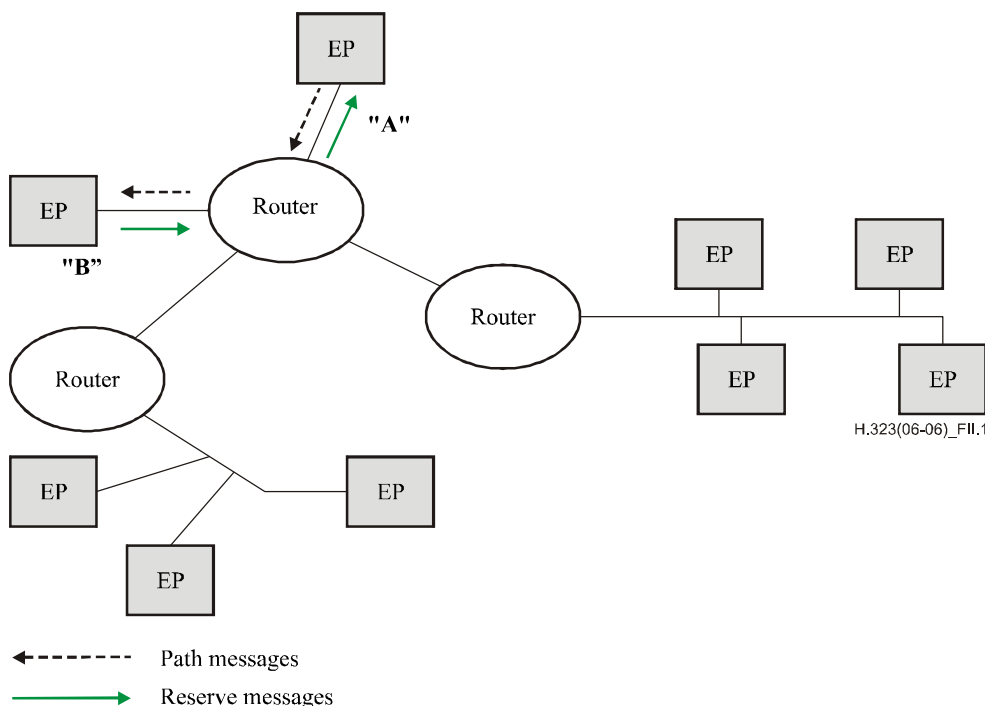 EP
"A"
Router
EP
"B”
EP
EP
Router
EP
EP
H.323(06-06)_FII.1
Router
EP
EP
EP
Path messages
Reserve messages